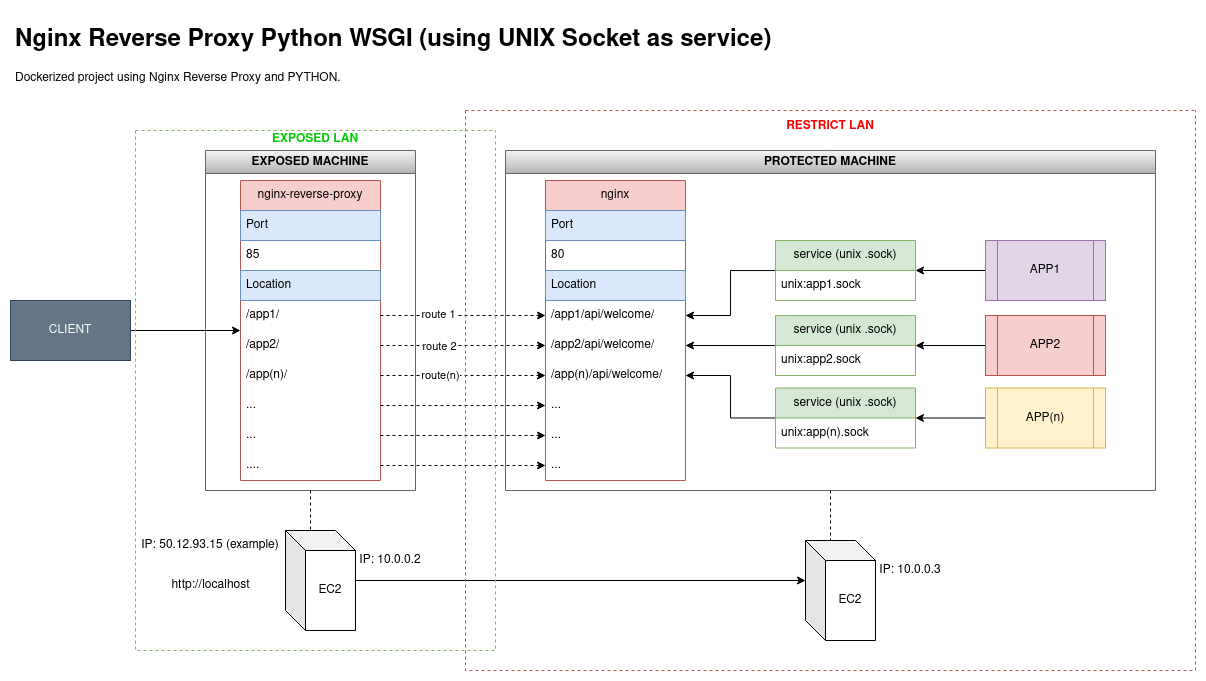 Nginx Reverse Proxy Python WSGI (using UNIX Socket as service)
Dockerized project using Nginx Reverse Proxy and PYTHON.
EXPOSED LAN
RESTRICT LAN
EXPOSED MACHINE
PROTECTED MACHINE
nginx-reverse-proxy
Port
85
Location
/app1/
/app2/
/app(n)/
...
...
....
CLIENT
route 1
route 2
route(n)
nginx
Port
80
Location
/app1/api/welcome/
/app2/api/welcome/
/app(n)/api/welcome/
...
...
...
service (unix .sock)
unix:app1.sock
APP1
service (unix .sock)
unix:app2.sock
APP2
service (unix .sock)
unix:app(n).sock
APP(n)
IP: 50.12.93.15 (example)
http://localhost
IP: 10.0.0.2
EC2
IP: 10.0.0.3
EC2